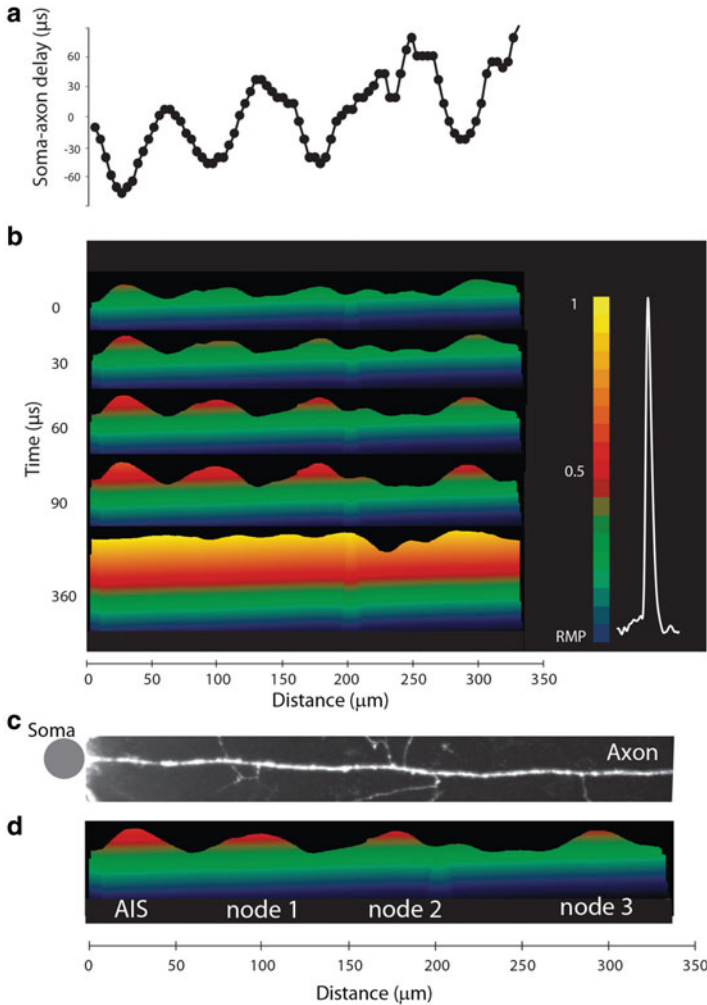 a
Soma-axon delay (µs)
60
30
0
-30
-60
b
Time (µs)
0
30
60
90
360
1
0.5
RMP
0 50 100 150 200 250 300 350
Distance (µm)
c
Soma
Axon
d
AIS node 1 node 2 node 3
0 50 100 150 200 250 300 350
Distance (µm)